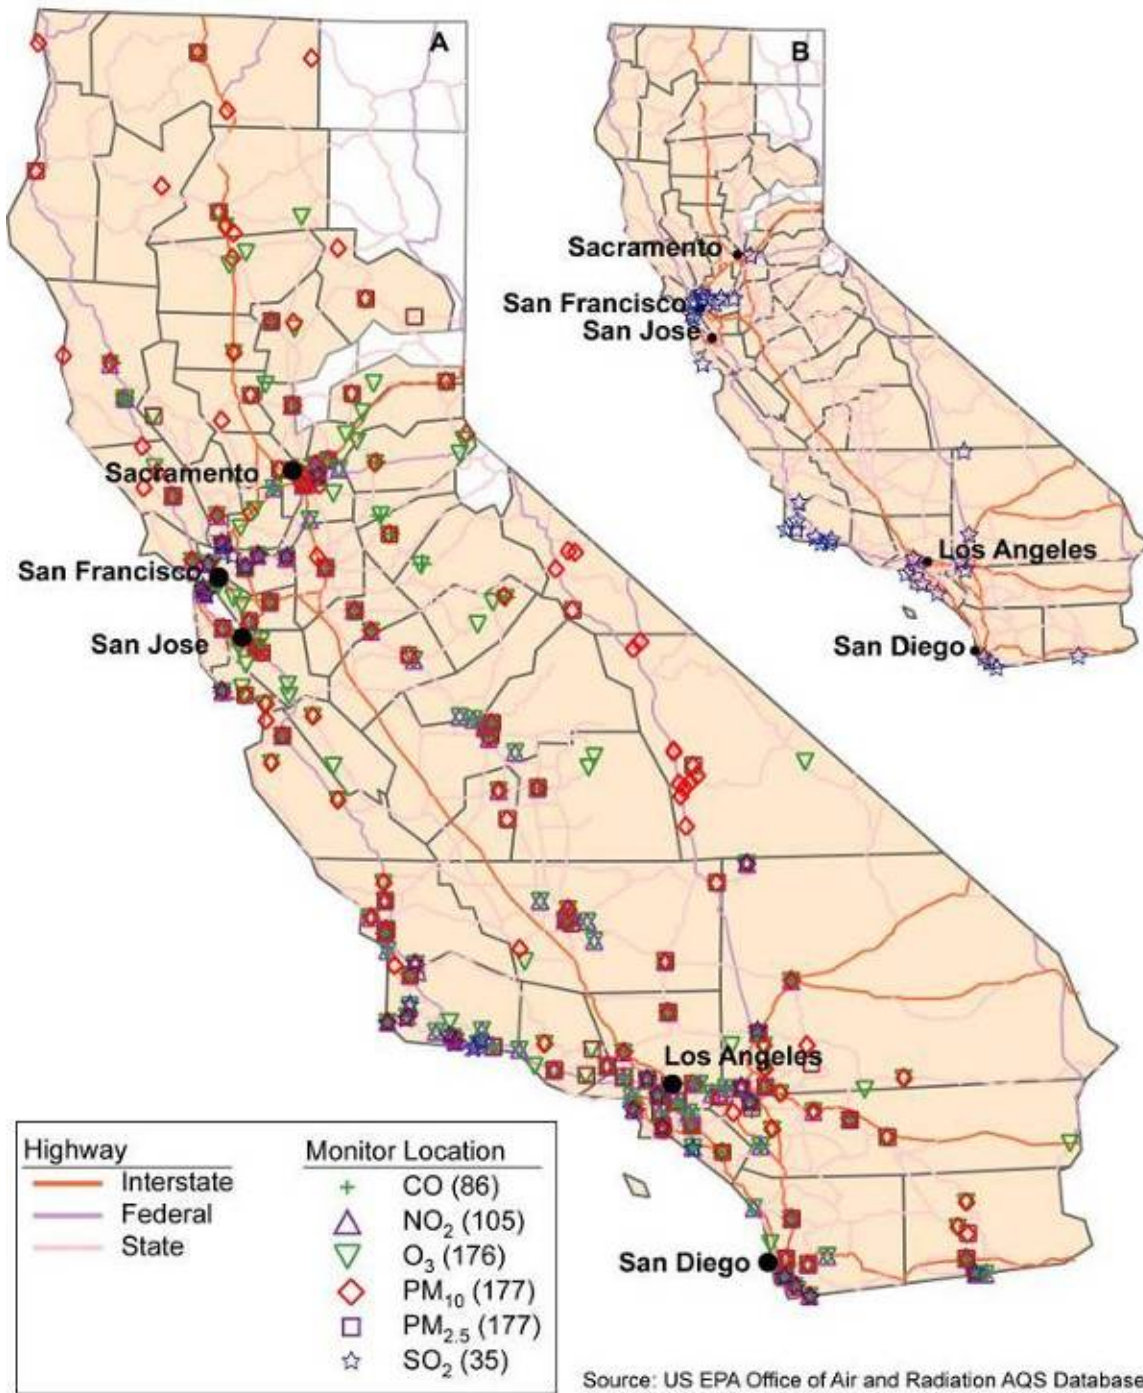 A
B
Sacramento
San Francisco
San Jose
Los Angeles
San Diego
Sacramento
San Francisco
San Jose
Los Angeles
San Diego
Highway
Interstate
Federal
State
Monitor Location
CO (86)
NO₂ (105)
O₃ (176)
PM₁₀ (177)
PM₂.₅ (177)
SO₂ (35)
Source: US EPA Office of Air and Radiation AQS Database